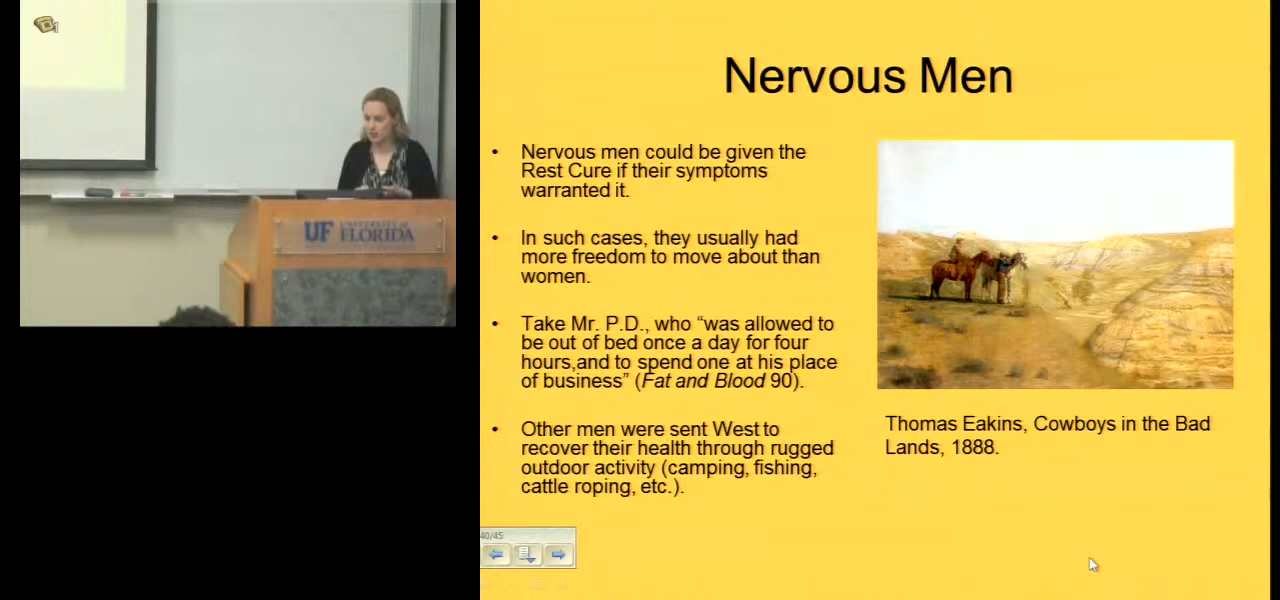 Nervous Men
• Nervous men could be given the
Rest Cure if their symptoms
warranted it.
• In such cases, they usually had
more freedom to move about than
women.
• Take Mr. P.D., who “was allowed to
be out of bed once a day for four
hours,and to spend one at his place
of business” (Fat and Blood 90).
• Other men were sent West to
recover their health through rugged
outdoor activity (camping, fishing,
cattle roping, etc.).
Thomas Eakins, Cowboys in the Bad
Lands, 1888.
UF UNIVERSITY of
FLORIDA
40/45